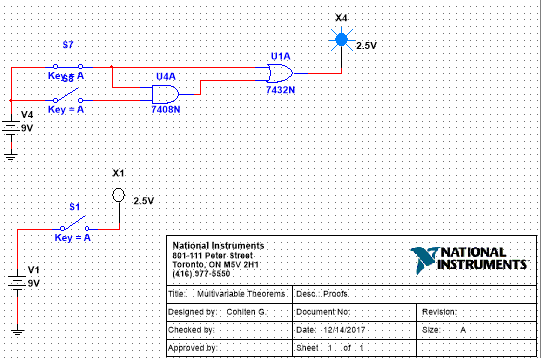 X4
2.5V
S7
Key = A
S6
Key = A
U4A
7408N
U1A
7432N
V4
9V
X1
2.5V
S1
Key = A
V1
9V
National Instruments
801-111 Peter Street
Toronto, ON M5V 2H1
(416) 977-5550
NATIONAL
INSTRUMENTS
Title: Multivariable Theorems Desc.: Proofs
Designed by: Cohiten G. Document No: Revision:
Checked by: Date: 12/14/2017 Size: A
Approved by: Sheet 1 of 1